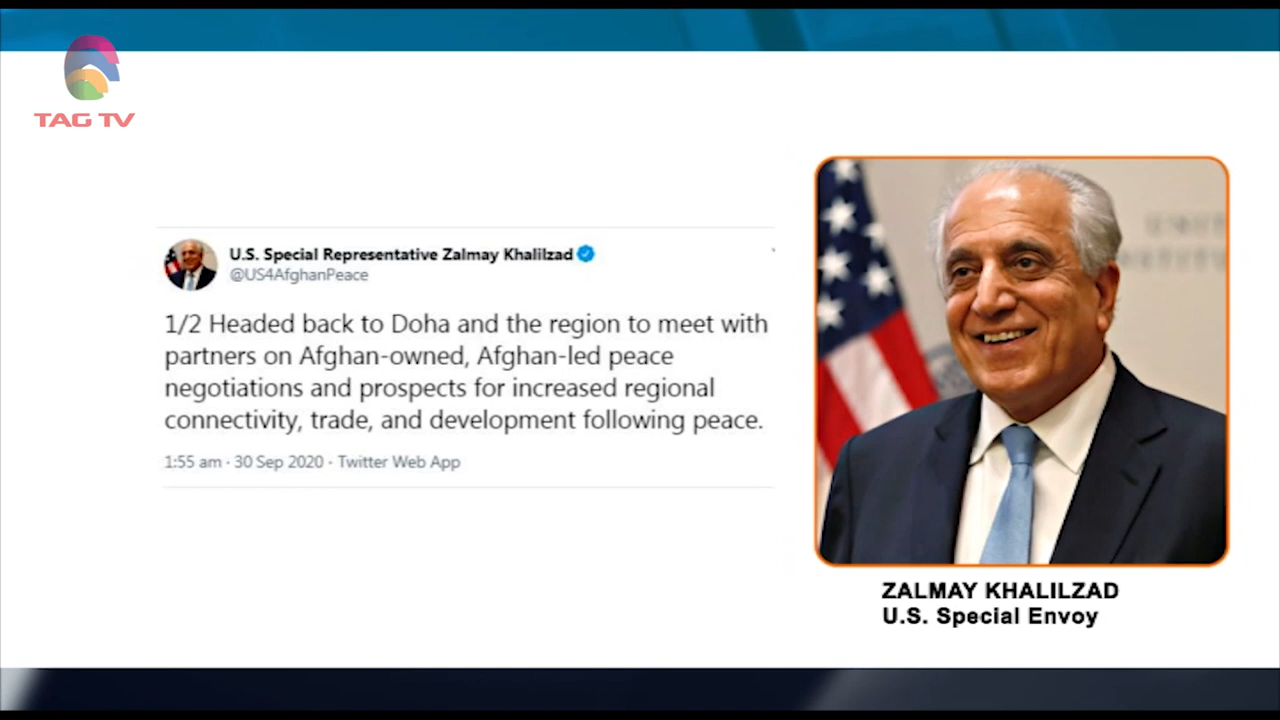 TAG TV
U.S. Special Representative Zalmay Khalilzad
@US4AfghanPeace
1/2 Headed back to Doha and the region to meet with
partners on Afghan-owned, Afghan-led peace
negotiations and prospects for increased regional
connectivity, trade, and development following peace.
1:55 am · 30 Sep 2020 · Twitter Web App
ZALMAY KHALILZAD
U.S. Special Envoy